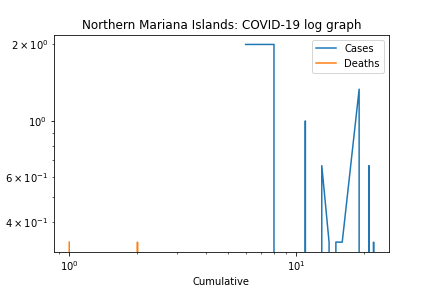 Northern Mariana Islands: COVID-19 log graph
Cases
Deaths
2 × 10⁰
10⁰
6 × 10⁻¹
4 × 10⁻¹
10⁰
10¹
Cumulative